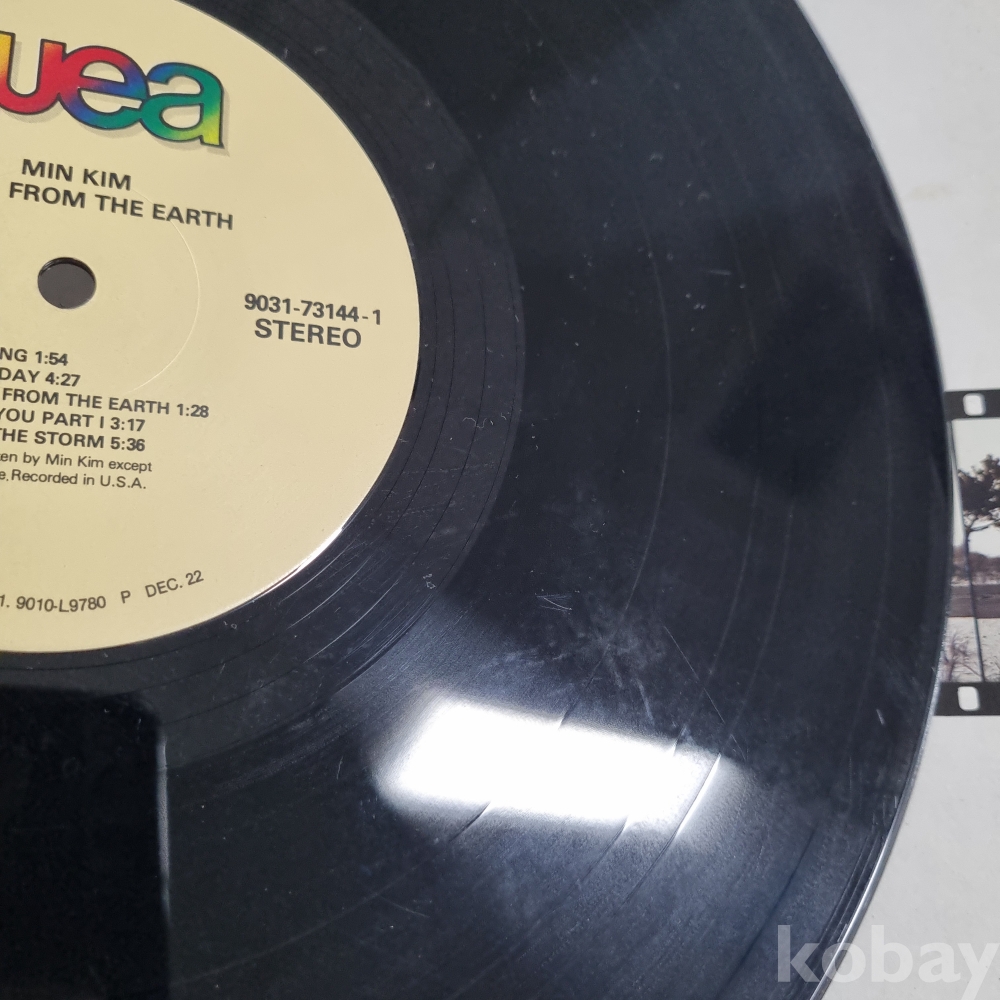 uea
MIN KIM
FROM THE EARTH
9031-73144-1
STEREO
NG 1:54
DAY 4:27
FROM THE EARTH 1:28
YOU PART I 3:17
THE STORM 5:36
en by Min Kim except
e, Recorded in U.S.A.
1. 9010-L9780 P DEC. 22
kobay